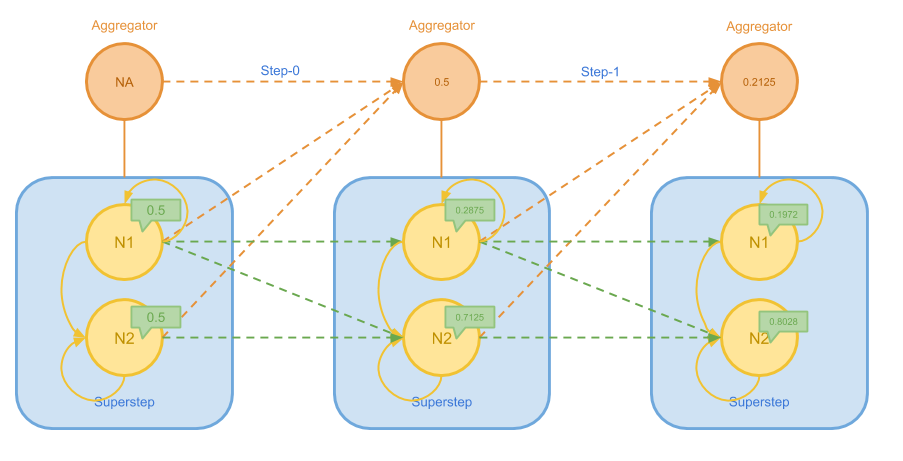 Aggregator
Aggregator
Aggregator
NA
Step-0
0.5
Step-1
0.2125
0.5
N1
0.2875
N1
0.1972
N1
0.5
N2
0.7125
N2
0.8028
N2
Superstep
Superstep
Superstep